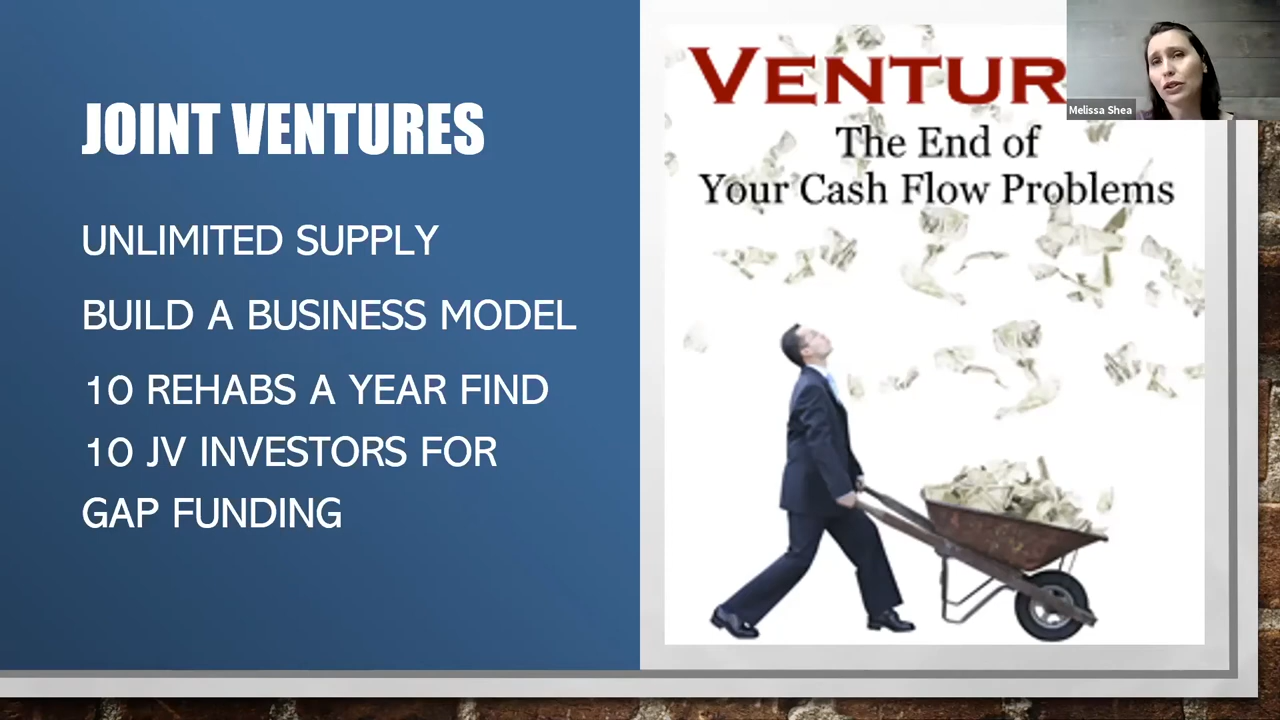 JOINT VENTURES
UNLIMITED SUPPLY
BUILD A BUSINESS MODEL
10 REHABS A YEAR FIND
10 JV INVESTORS FOR
GAP FUNDING
VENTUR
The End of
Your Cash Flow Problems
Melissa Shea